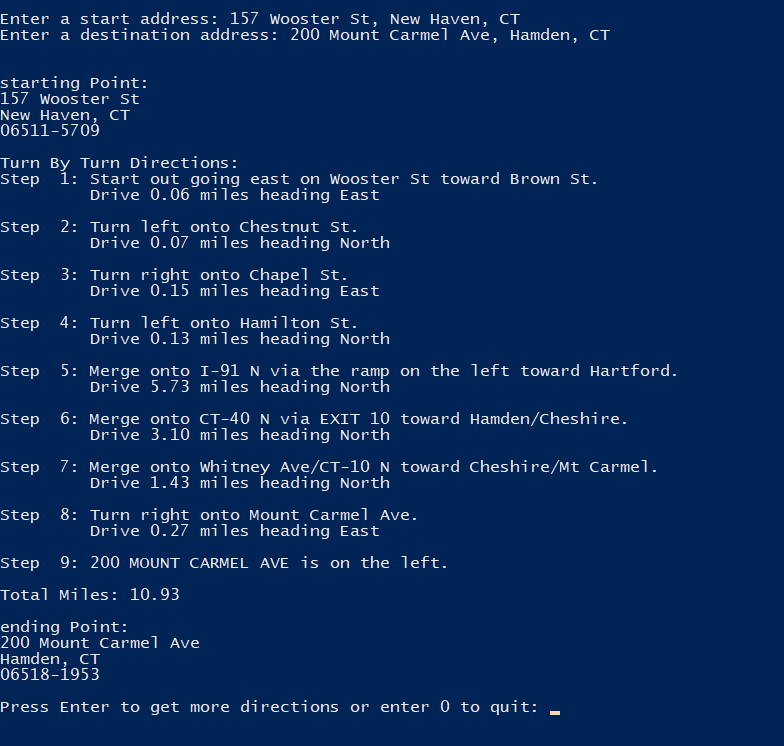 Enter a start address: 157 Wooster St, New Haven, CT
Enter a destination address: 200 Mount Carmel Ave, Hamden, CT
starting Point:
157 Wooster St
New Haven, CT
06511-5709
Turn By Turn Directions:
Step  1: Start out going east on Wooster St toward Brown St.
         Drive 0.06 miles heading East
Step  2: Turn left onto Chestnut St.
         Drive 0.07 miles heading North
Step  3: Turn right onto Chapel St.
         Drive 0.15 miles heading East
Step  4: Turn left onto Hamilton St.
         Drive 0.13 miles heading North
Step  5: Merge onto I-91 N via the ramp on the left toward Hartford.
         Drive 5.73 miles heading North
Step  6: Merge onto CT-40 N via EXIT 10 toward Hamden/Cheshire.
         Drive 3.10 miles heading North
Step  7: Merge onto Whitney Ave/CT-10 N toward Cheshire/Mt Carmel.
         Drive 1.43 miles heading North
Step  8: Turn right onto Mount Carmel Ave.
         Drive 0.27 miles heading East
Step  9: 200 MOUNT CARMEL AVE is on the left.
Total Miles: 10.93
ending Point:
200 Mount Carmel Ave
Hamden, CT
06518-1953
Press Enter to get more directions or enter 0 to quit: _